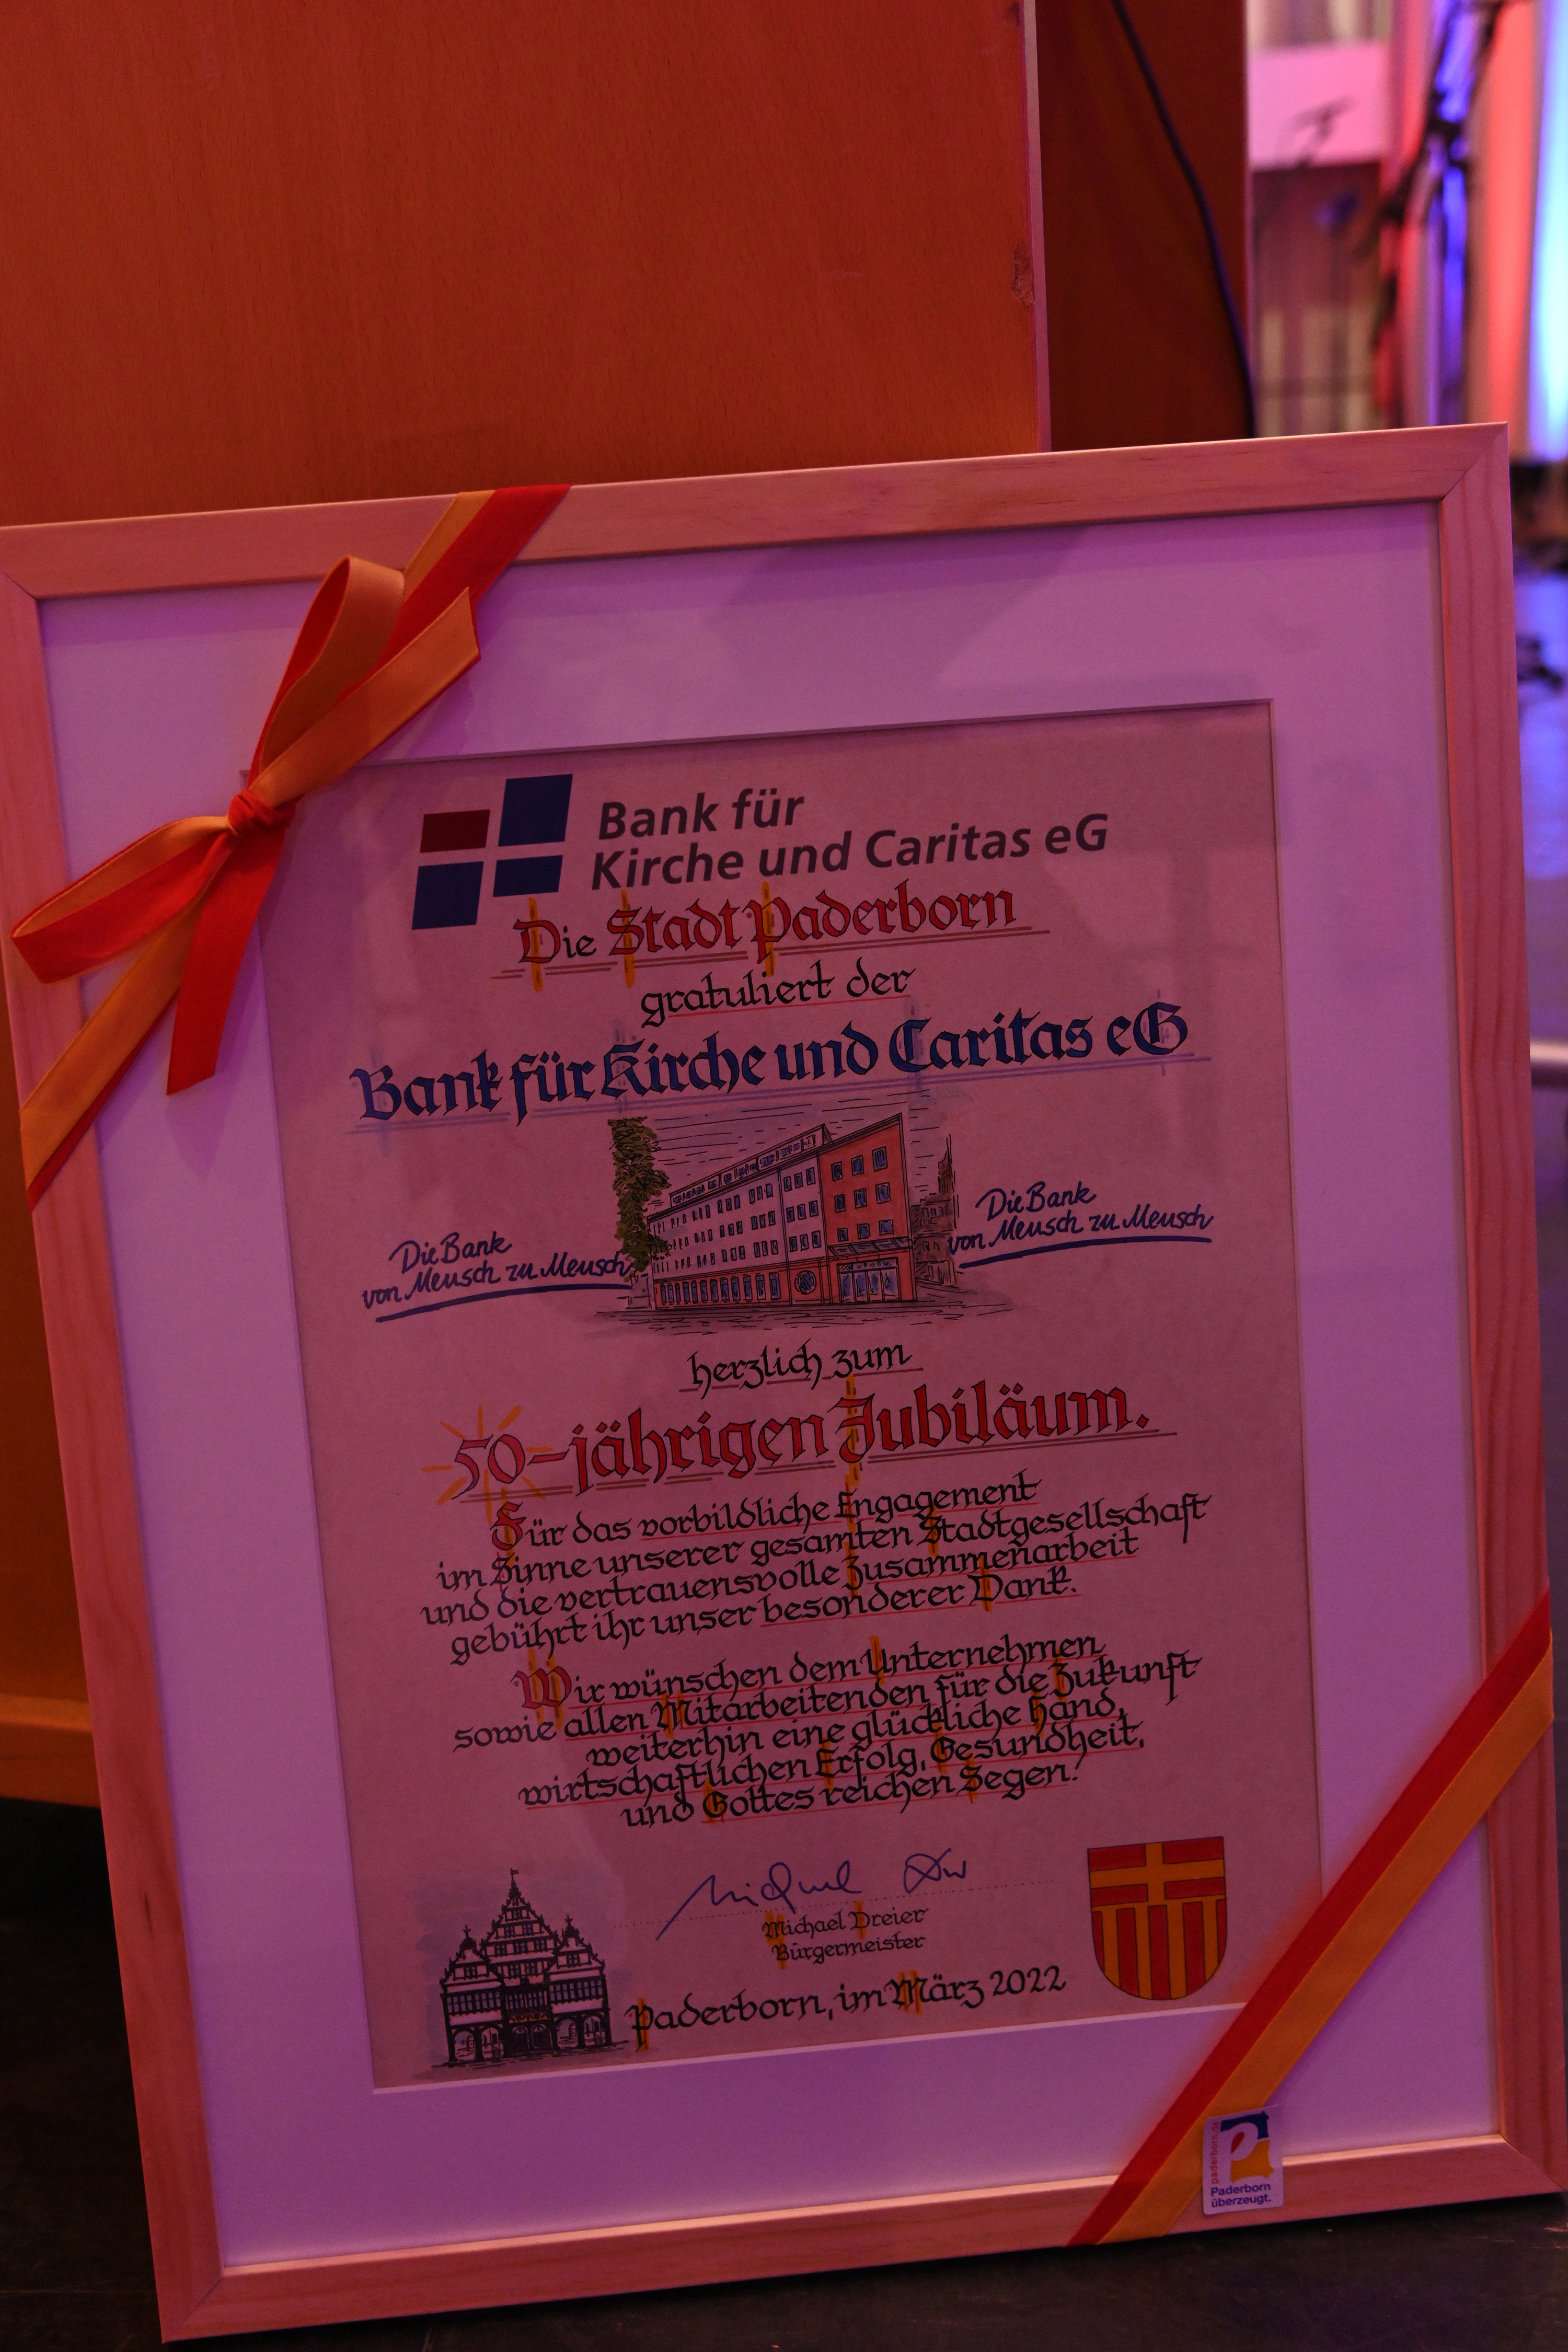 Bank für
Kirche und Caritas eG
Die Stadt Paderborn
gratuliert der
Bank für Kirche und Caritas eG
Die Bank
von Mensch zu Mensch
Die Bank
von Mensch zu Mensch
herzlich zum
50-jährigen Jubiläum.
Für das vorbildliche Engagement
im Sinne unserer gesamten Stadtgesellschaft
und die vertrauensvolle Zusammenarbeit
gebührt ihr unser besonderer Dank.
Wir wünschen dem Unternehmen
sowie allen Mitarbeitenden für die Zukunft
weiterhin eine glückliche Hand,
wirtschaftlichen Erfolg, Gesundheit,
und Gottes reichen Segen!
Michael Dreier
Bürgermeister
Paderborn, im März 2022
paderborn.de
Paderborn
überzeugt.